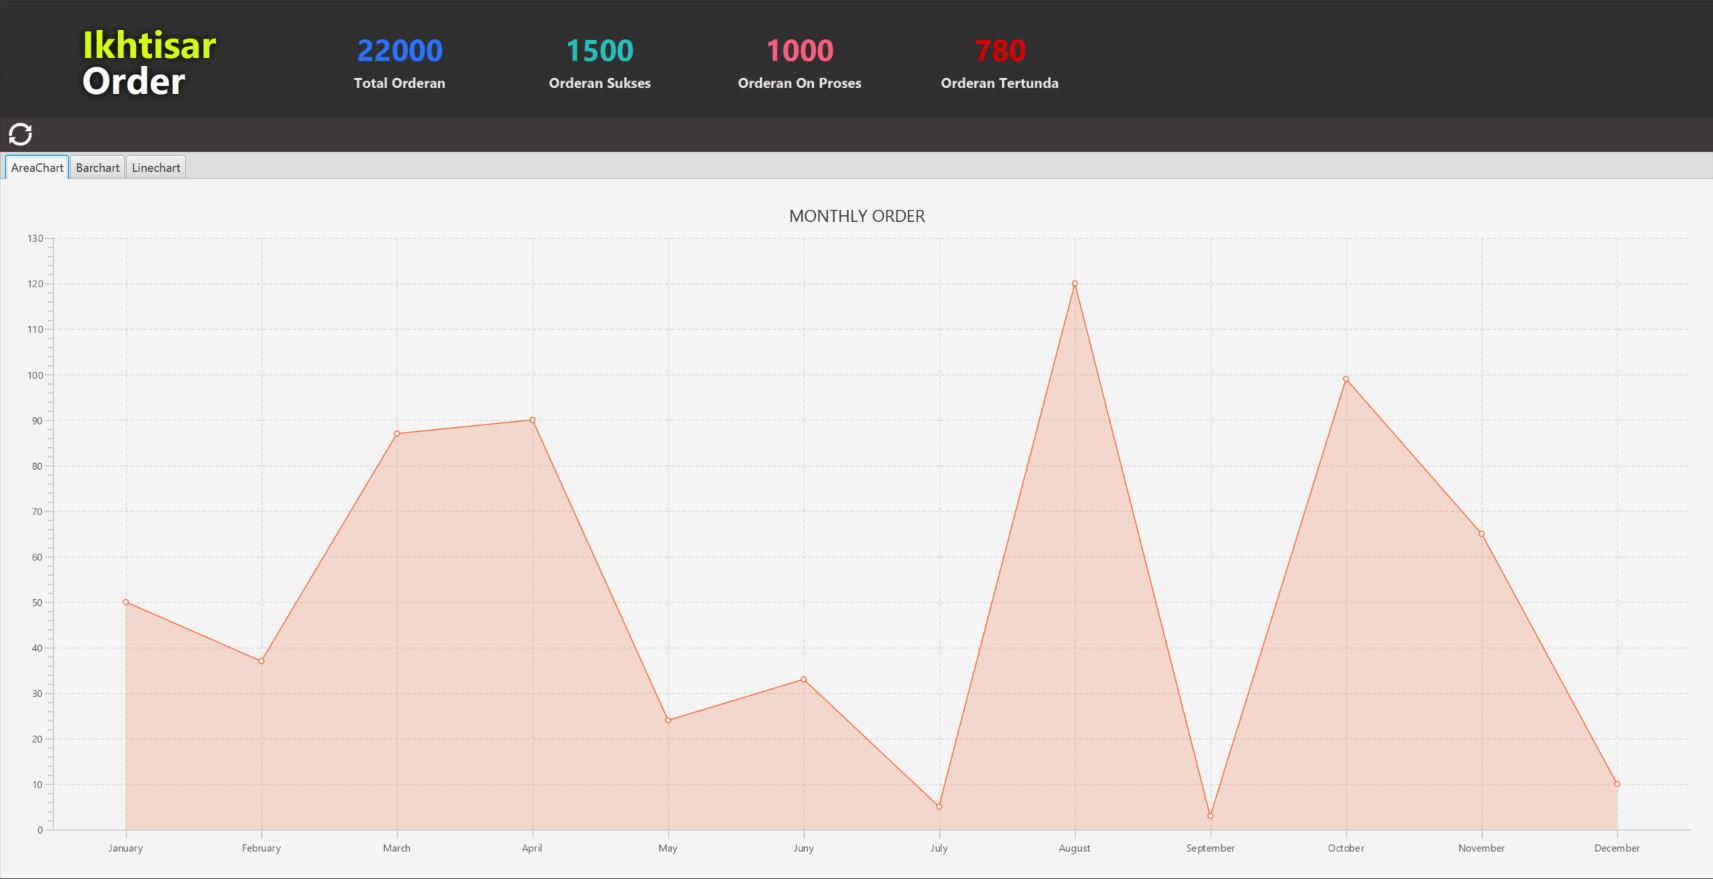 Ikhtisar
Order
22000
Total Orderan
1500
Orderan Sukses
1000
Orderan On Proses
780
Orderan Tertunda
AreaChart
Barchart
Linechart
MONTHLY ORDER
130
120
110
100
90
80
70
60
50
40
30
20
10
0
January
February
March
April
May
Juny
July
August
September
October
November
December